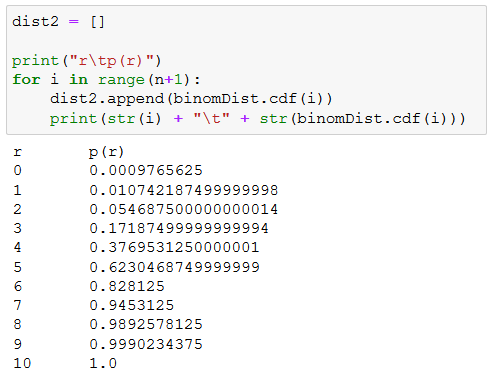 dist2 = []
print("r\tp(r)")
for i in range(n+1):
    dist2.append(binomDist.cdf(i))
    print(str(i) + "\t" + str(binomDist.cdf(i)))
r	p(r)
0	0.0009765625
1	0.010742187499999998
2	0.054687500000000014
3	0.17187499999999994
4	0.3769531250000001
5	0.6230468749999999
6	0.828125
7	0.9453125
8	0.9892578125
9	0.9990234375
10	1.0